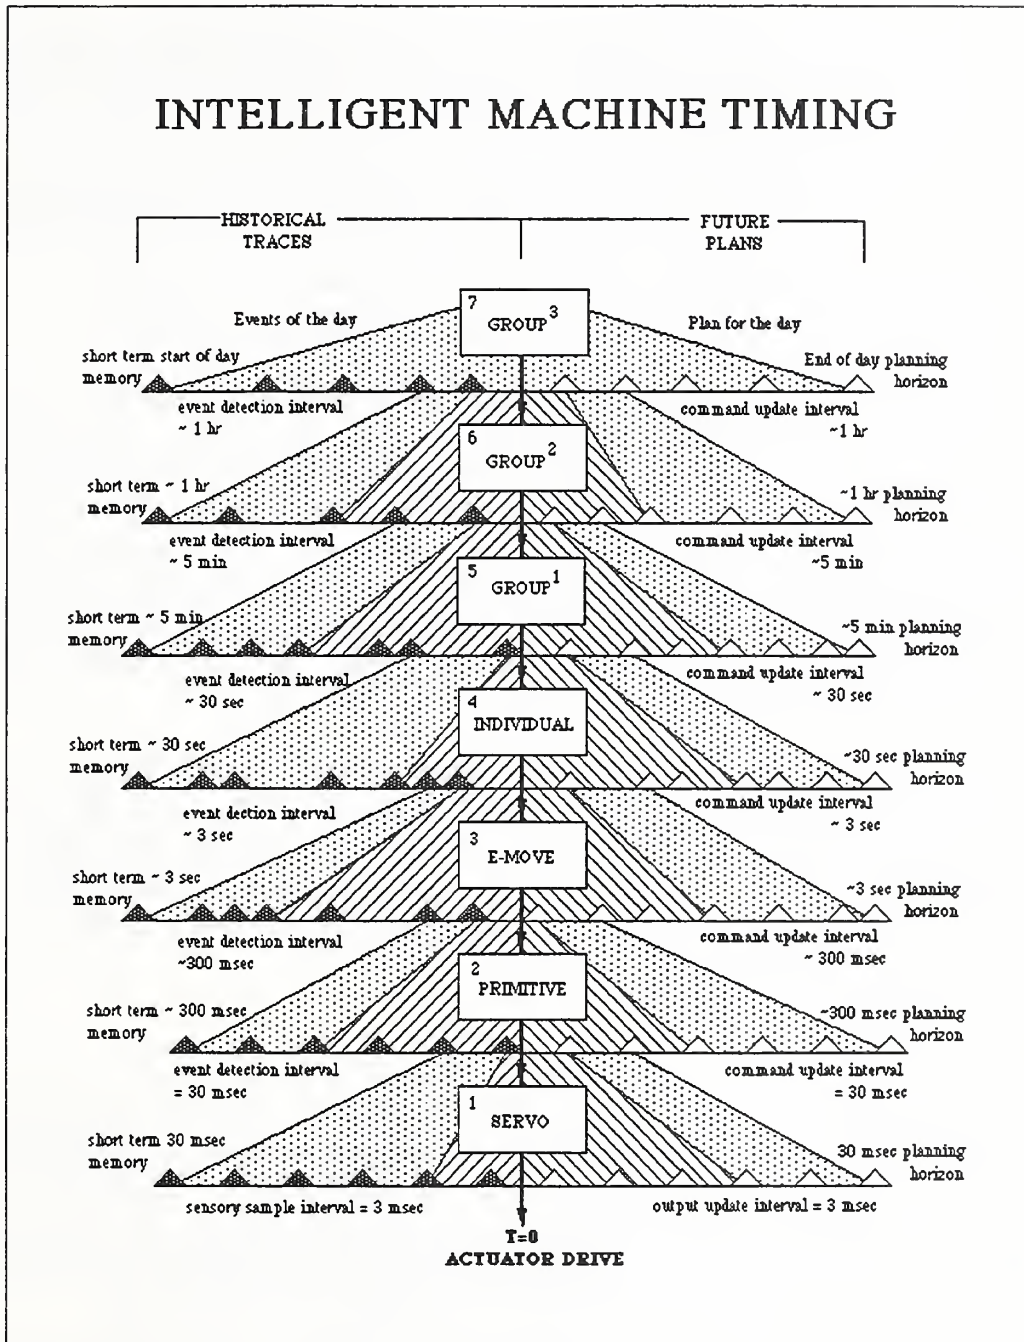 INTELLIGENT MACHINE TIMING
HISTORICAL
TRACES
FUTURE
PLANS
7
GROUP 3
Events of the day
Plan for the day
short term start of day
memory
End of day planning
horizon
event detection interval
~ 1 hr
command update interval
~1 hr
6
GROUP 2
short term ~ 1 hr
memory
~1 hr planning
horizon
event detection interval
~ 5 min
command update interval
~5 min
5
GROUP 1
short term ~ 5 min
memory
~5 min planning
horizon
event detection interval
~ 30 sec
command update interval
~ 30 sec
4
INDIVIDUAL
short term ~ 30 sec
memory
~30 sec planning
horizon
event dection interval
~ 3 sec
command update interval
~ 3 sec
3
E-MOVE
short term ~ 3 sec
memory
~3 sec planning
horizon
event detection interval
~300 msec
command update interval
~ 300 msec
2
PRIMITIVE
short term ~ 300 msec
memory
~300 msec planning
horizon
event detection interval
= 30 msec
command update interval
= 30 msec
1
SERVO
short term 30 msec
memory
30 msec planning
horizon
sensory sample interval = 3 msec
output update interval = 3 msec
T=0
ACTUATOR DRIVE